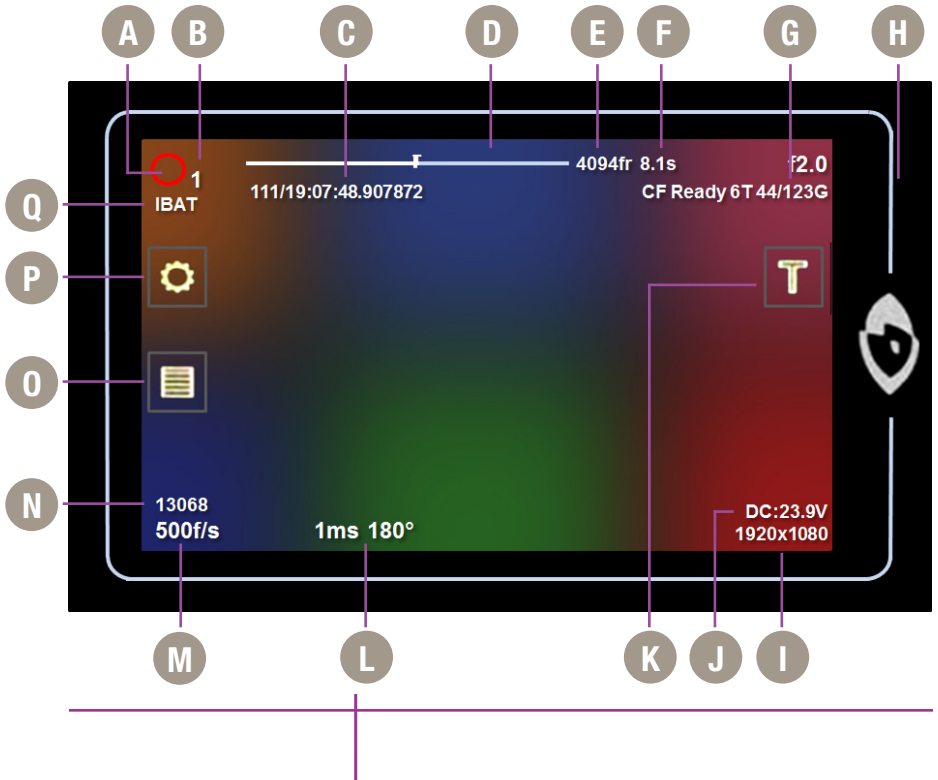 A B C D E F G H
1 4094fr 8.1s f2.0
Q IBAT 111/19:07:48.907872 CF Ready 6T 44/123G
P T
O
N 13068 DC:23.9V
500f/s 1ms 180° 1920x1080
M L K J I